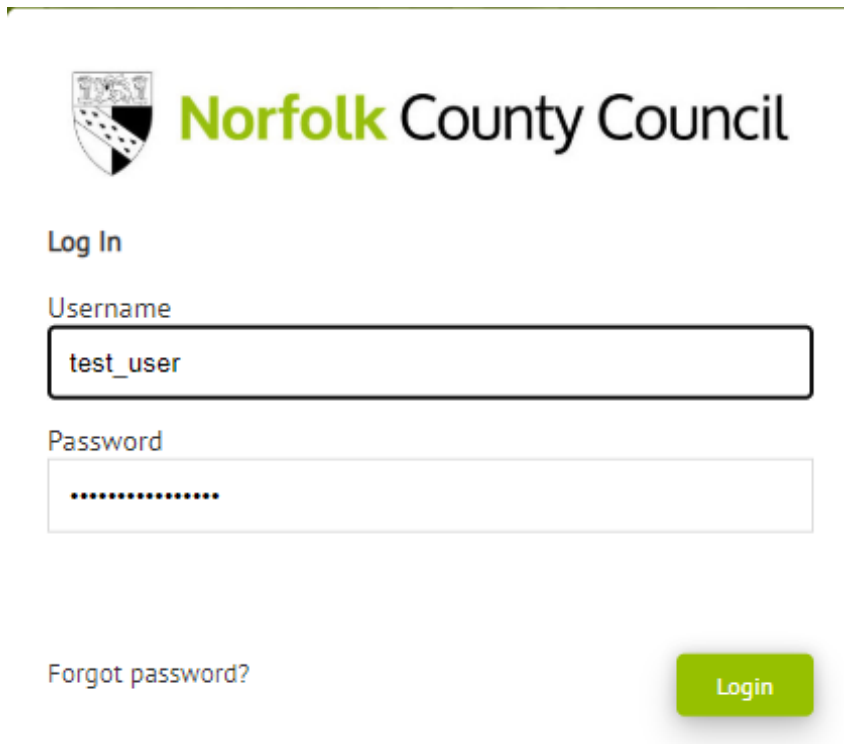 Norfolk County Council
Log In
Username
test_user
Password
••••••••••••••••
Forgot password?
Login